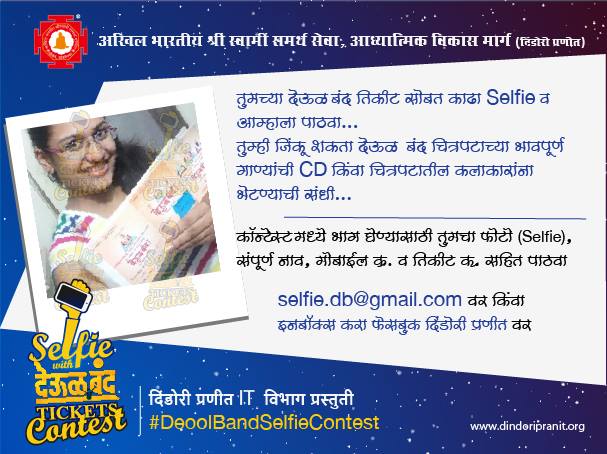 अखिल भारतीय श्री स्वामी समर्थ सेवा, आध्यात्मिक विकास मार्ग (दिंडोरी प्रणीत)
तुमच्या देऊळ बंद तिकीट सोबत काढा Selfie व
आम्हाला पाठवा...
तुम्ही जिंकू शकता देऊळ बंद चित्रपटाच्या भावपूर्ण
गाण्यांची CD किंवा चित्रपटातील कलाकारांना
भेटण्याची संधी...
कॉन्टेस्टमध्ये भाग घेण्यासाठी तुमचा फोटो (Selfie),
संपूर्ण नाव, मोबाईल क्र. व तिकीट क्र. सहित पाठवा
selfie.db@gmail.com वर किंवा
इनबॉक्स करा फेसबुक दिंडोरी प्रणीत वर
Selfie
with
देऊळ बंद
TICKETS
Contest
दिंडोरी प्रणीत I.T विभाग प्रस्तुती
#DeoolBandSelfieContest
www.dindoripranit.org